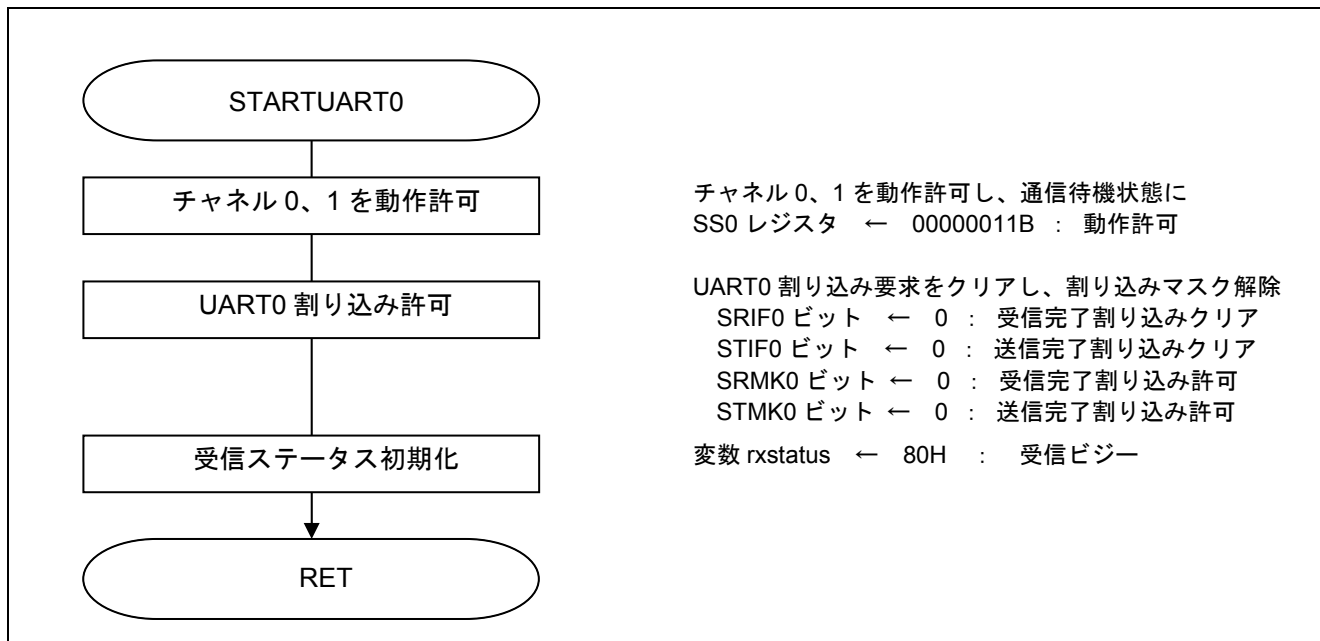 STARTUART0
チャネル 0、1 を動作許可
チャネル 0、1 を動作許可し、通信待機状態に
SS0 レジスタ ← 00000011B : 動作許可
UART0 割り込み許可
UART0 割り込み要求をクリアし、割り込みマスク解除
SRIF0 ビット ← 0 : 受信完了割り込みクリア
STIF0 ビット ← 0 : 送信完了割り込みクリア
SRMK0 ビット ← 0 : 受信完了割り込み許可
STMK0 ビット ← 0 : 送信完了割り込み許可
受信ステータス初期化
変数 rxstatus ← 80H : 受信ビジー
RET